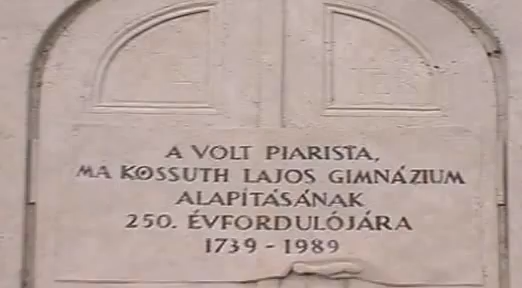 A VOLT PIARISTA,
MA KOSSUTH LAJOS GIMNÁZIUM
ALAPÍTÁSÁNAK
250. ÉVFORDULÓJÁRA
1739 - 1989